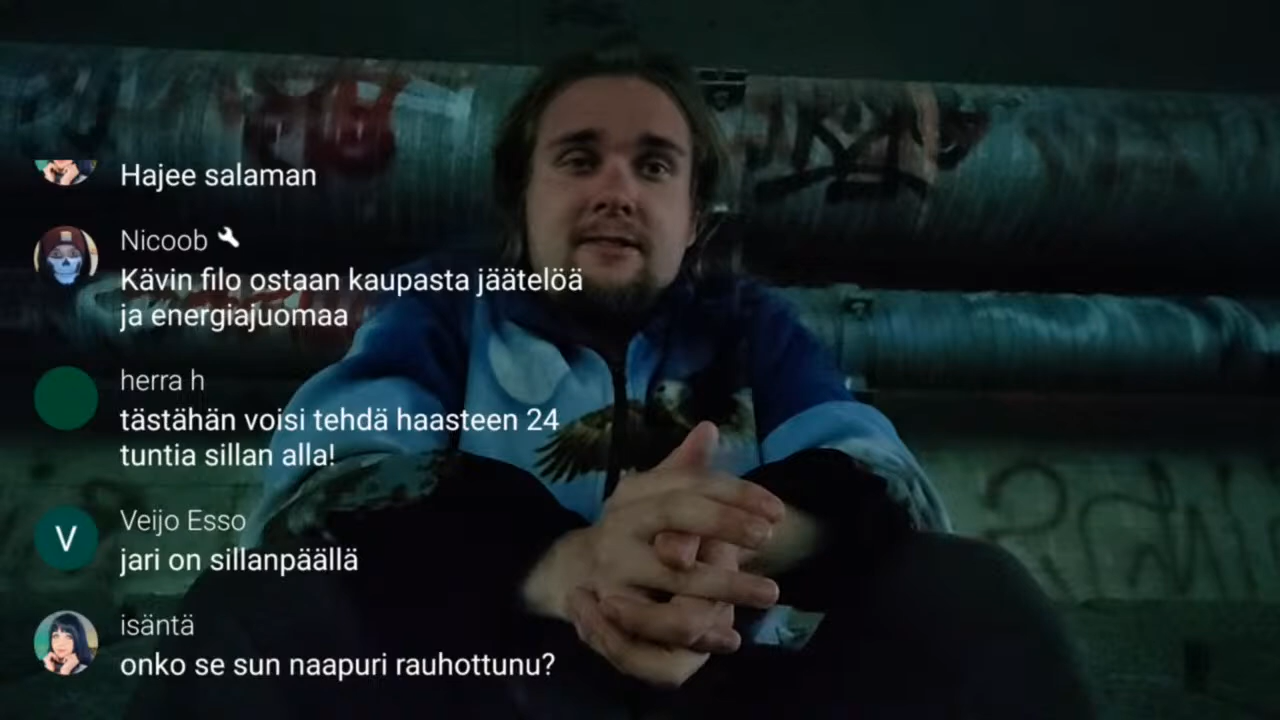 Hajee salaman
Nicoob
Kävin filo ostaan kaupasta jäätelöä
ja energiajuomaa
herra h
tästähän voisi tehdä haasteen 24
tuntia sillan alla!
V
Veijo Esso
jari on sillanpäällä
isäntä
onko se sun naapuri rauhottunu?